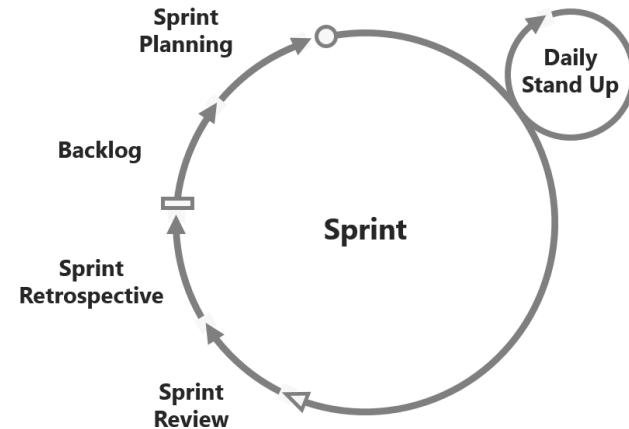 Sprint
Planning
Daily
Stand Up
Backlog
Sprint
Sprint
Retrospective
Sprint
Review